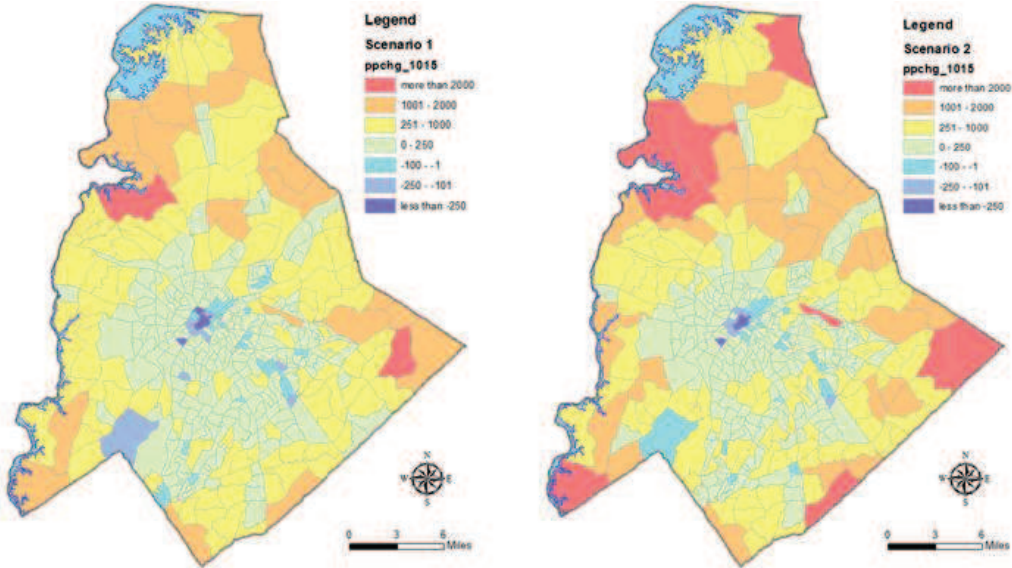 Legend
Scenario 1
ppchg_1015
more than 2000
1001 - 2000
251 - 1000
0 - 250
-100 - -1
-250 - -101
less than -250
N
W E
S
0 3 6
Miles
Legend
Scenario 2
ppchg_1015
more than 2000
1001 - 2000
251 - 1000
0 - 250
-100 - -1
-250 - -101
less than -250
N
W E
S
0 3 6
Miles